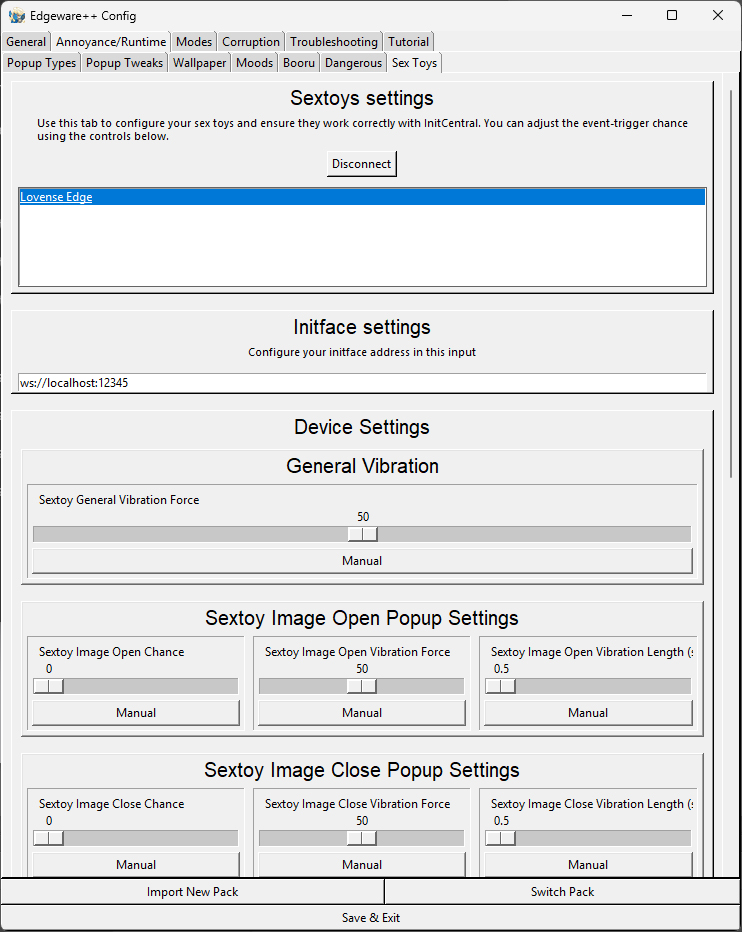 Edgeware++ Config
General Annoyance/Runtime Modes Corruption Troubleshooting Tutorial
Popup Types Popup Tweaks Wallpaper Moods Booru Dangerous Sex Toys
Sextoys settings
Use this tab to configure your sex toys and ensure they work correctly with InitCentral. You can adjust the event-trigger chance
using the controls below.
Disconnect
Lovense Edge
Initface settings
Configure your initface address in this input
ws://localhost:12345
Device Settings
General Vibration
Sextoy General Vibration Force
50
Manual
Sextoy Image Open Popup Settings
Sextoy Image Open Chance Sextoy Image Open Vibration Force Sextoy Image Open Vibration Length (s
0 50 0.5
Manual Manual Manual
Sextoy Image Close Popup Settings
Sextoy Image Close Chance Sextoy Image Close Vibration Force Sextoy Image Close Vibration Length (s
0 50 0.5
Manual Manual Manual
Import New Pack Switch Pack
Save & Exit